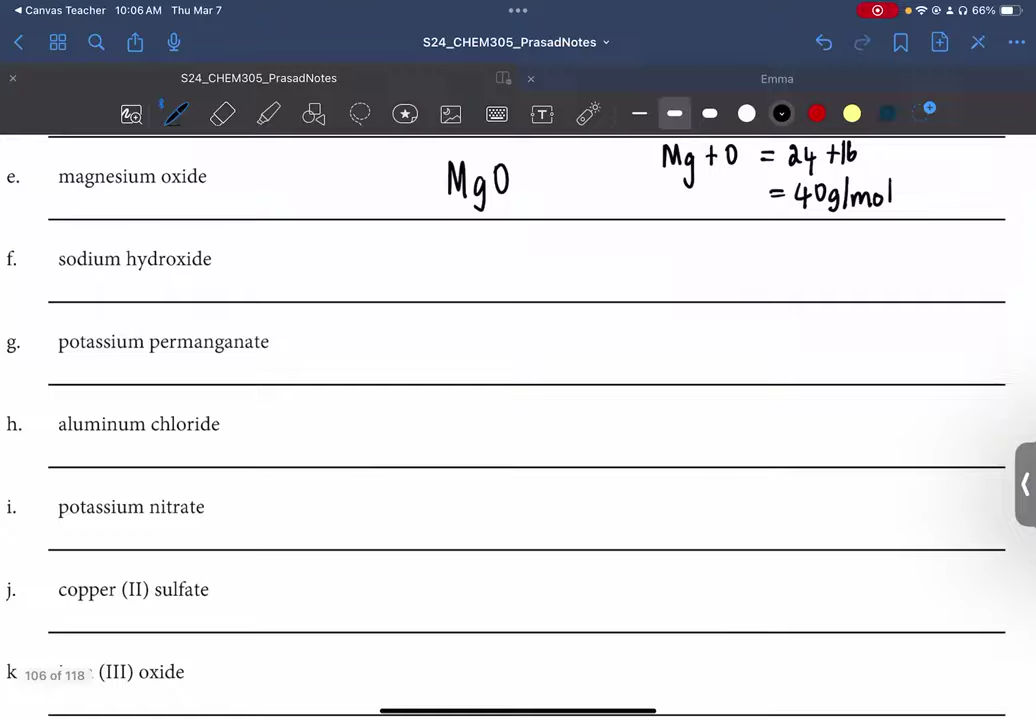 Canvas Teacher 10:06 AM Thu Mar 7 66%
S24_CHEM305_PrasadNotes
S24_CHEM305_PrasadNotes Emma
e. magnesium oxide MgO Mg + O = 24 + 16
= 40g/mol
f. sodium hydroxide
g. potassium permanganate
h. aluminum chloride
i. potassium nitrate
j. copper (II) sulfate
k (III) oxide
106 of 118